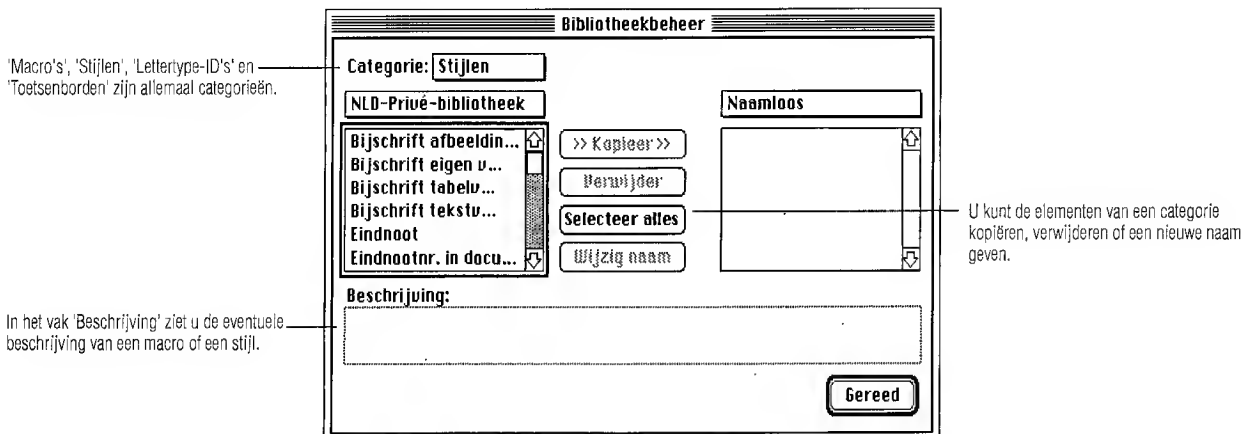 Bibliotheekbeheer
'Macro's', 'Stijlen', 'Lettertype-ID's' en
'Toetsenborden' zijn allemaal categorieën.
Categorie: Stijlen
NLD-Privé-bibliotheek
Naamloos
Bijschrift afbeeldin...
Bijschrift eigen v...
Bijschrift tabelv...
Bijschrift tekstv...
Eindnoot
Eindnootnr. in docu...
>> Kopieer >>
Verwijder
Selecteer alles
Wijzig naam
U kunt de elementen van een categorie
kopiëren, verwijderen of een nieuwe naam
geven.
Beschrijving:
In het vak 'Beschrijving' ziet u de eventuele
beschrijving van een macro of een stijl.
Gereed